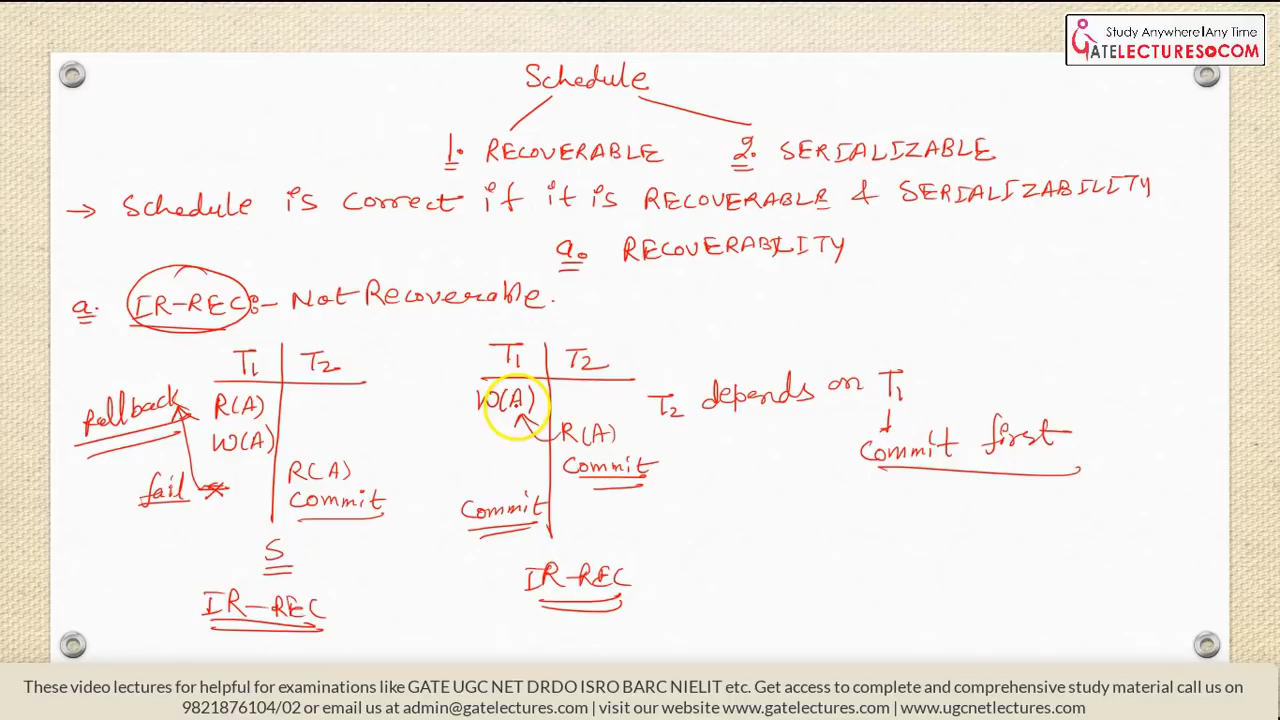 Study Anywhere|Any Time
GATELECTURES.COM
Schedule
1. RECOVERABLE
2. SERIALIZABLE
→ Schedule is correct if it is RECOVERABLE & SERIALIZABILITY
a. RECOVERABILITY
a. IR-REC:- Not Recoverable.
T1 T2
Rollback R(A)
W(A)
R(A)
fail Commit
S
IR-REC
T1 T2
W(A)
R(A)
Commit
Commit
IR-REC
T2 depends on T1
Commit first
These video lectures for helpful for examinations like GATE UGC NET DRDO ISRO BARC NIELIT etc. Get access to complete and comprehensive study material call us on
9821876104/02 or email us at admin@gatelectures.com | visit our website www.gatelectures.com | www.ugcnetlectures.com